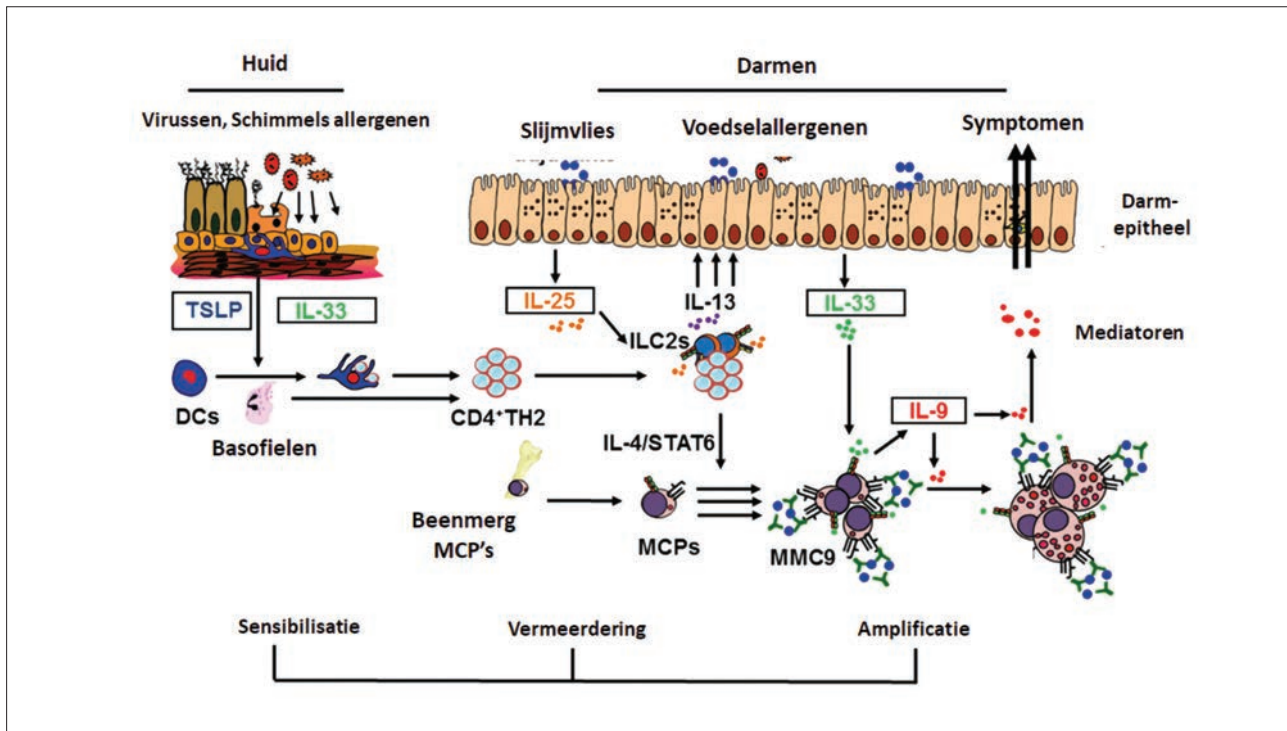 Huid
Darmen
Virussen, Schimmels allergenen
Slijmvlies
Voedselallergenen
Symptomen
Darm-
epitheel
TSLP
IL-33
IL-25
IL-13
IL-33
ILC2s
Mediatoren
DCs
Basofielen
CD4⁺TH2
IL-9
IL-4/STAT6
Beenmerg
MCP's
MCPs
MMC9
Sensibilisatie
Vermeerdering
Amplificatie